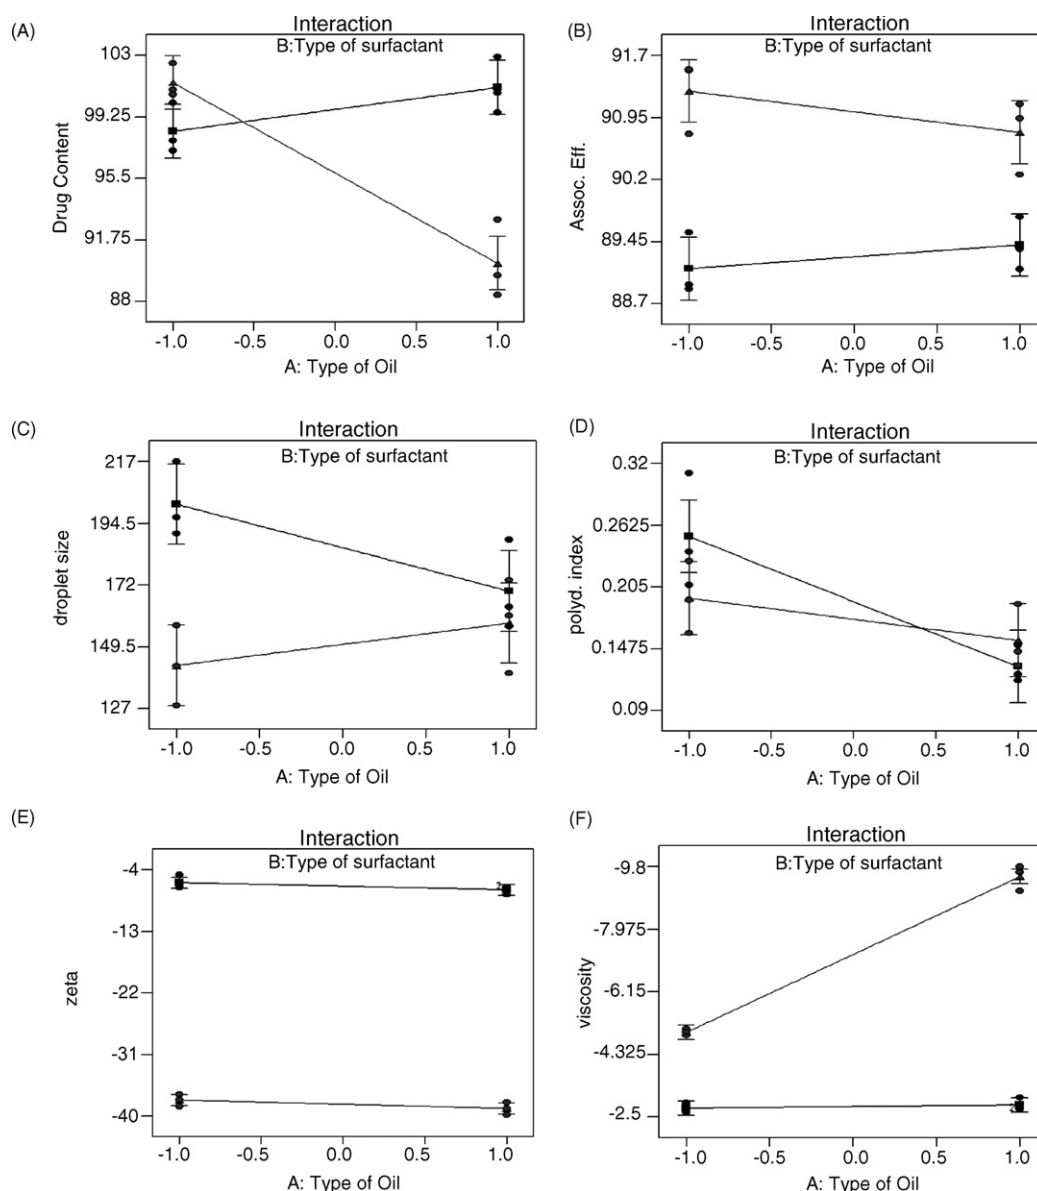 (A)
Interaction
B:Type of surfactant
Drug Content
103
99.25
95.5
91.75
88
-1.0 -0.5 0.0 0.5 1.0
A: Type of Oil
(B)
Interaction
B:Type of surfactant
Assoc. Eff.
91.7
90.95
90.2
89.45
88.7
-1.0 -0.5 0.0 0.5 1.0
A: Type of Oil
(C)
Interaction
B:Type of surfactant
droplet size
217
194.5
172
149.5
127
-1.0 -0.5 0.0 0.5 1.0
A: Type of Oil
(D)
Interaction
B:Type of surfactant
polyd. index
0.32
0.2625
0.205
0.1475
0.09
-1.0 -0.5 0.0 0.5 1.0
A: Type of Oil
(E)
Interaction
B:Type of surfactant
zeta
-4
-13
-22
-31
-40
-1.0 -0.5 0.0 0.5 1.0
A: Type of Oil
(F)
Interaction
B:Type of surfactant
viscosity
-9.8
-7.975
-6.15
-4.325
-2.5
-1.0 -0.5 0.0 0.5 1.0
A: Type of Oil